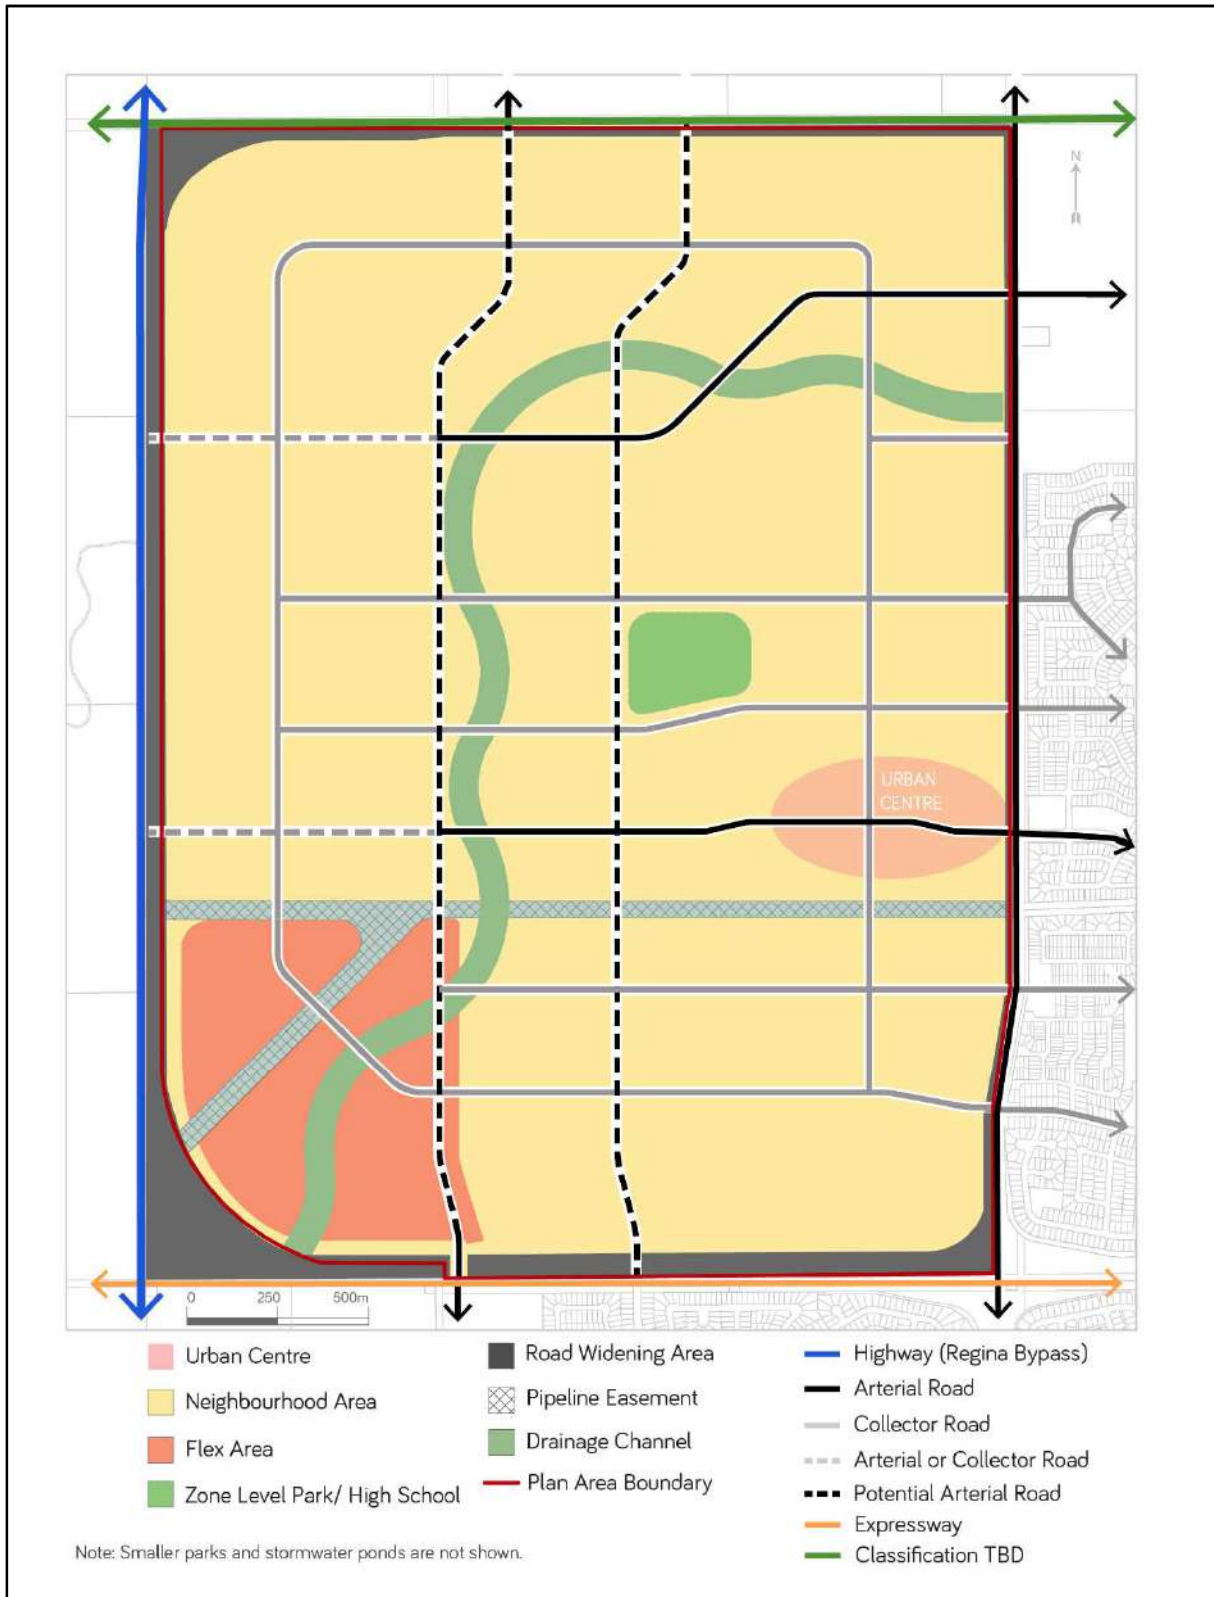 N
URBAN
CENTRE
0 250 500m
Urban Centre
Neighbourhood Area
Flex Area
Zone Level Park/ High School
Road Widening Area
Pipeline Easement
Drainage Channel
Plan Area Boundary
Highway (Regina Bypass)
Arterial Road
Collector Road
Arterial or Collector Road
Potential Arterial Road
Expressway
Classification TBD
Note: Smaller parks and stormwater ponds are not shown.